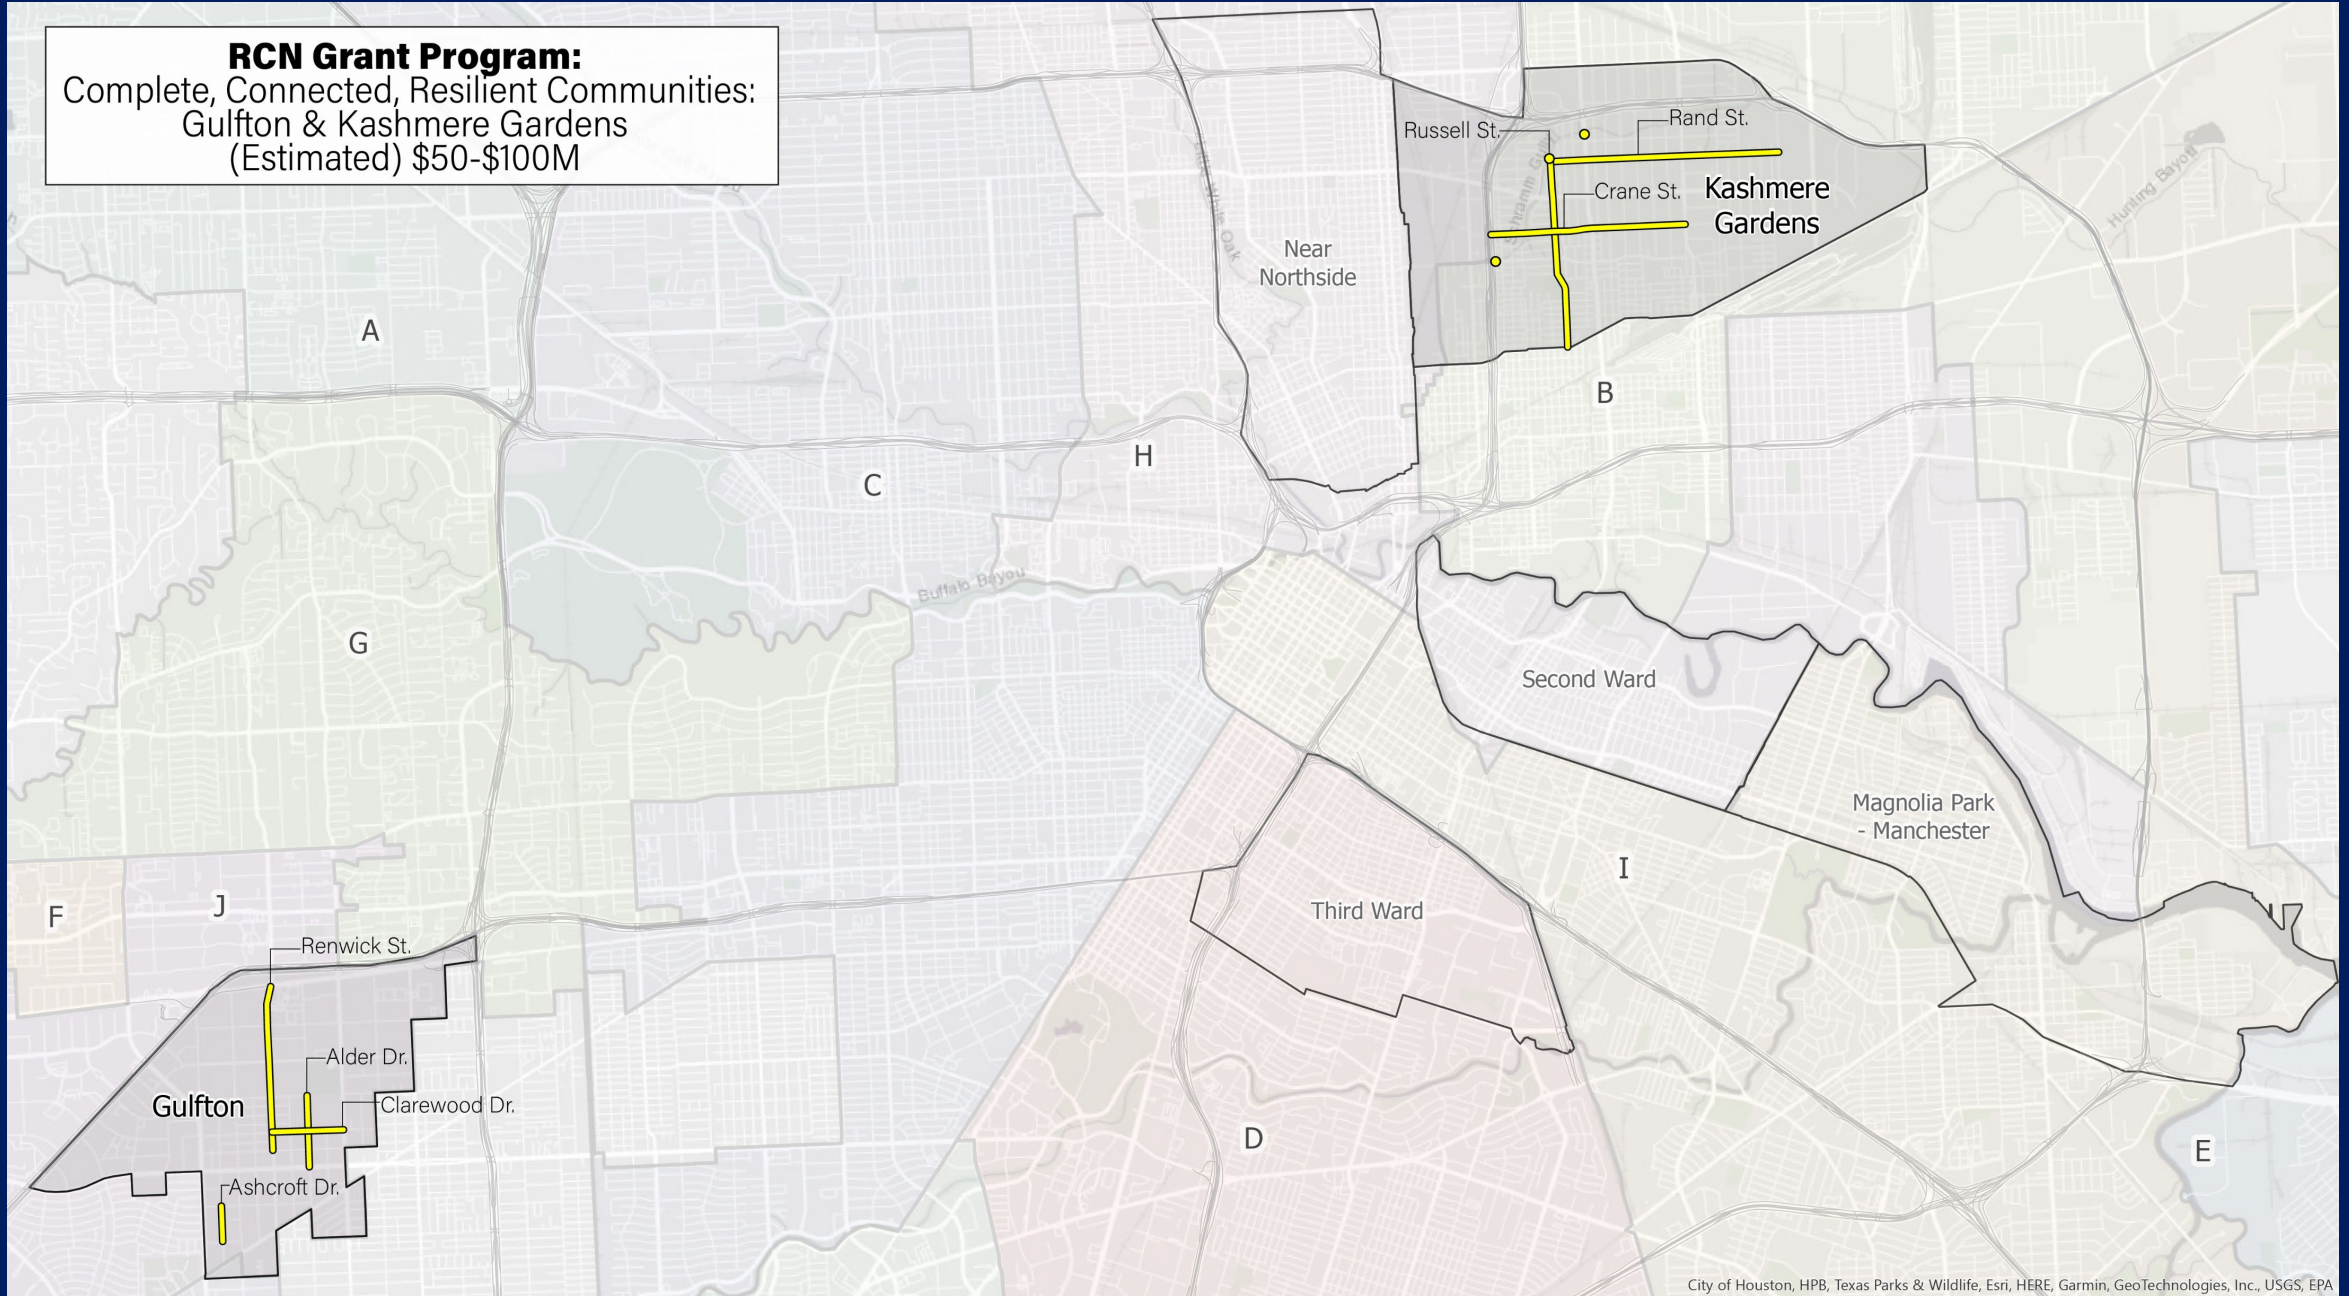 RCN Grant Program:
Complete, Connected, Resilient Communities:
Gulfton & Kashmere Gardens
(Estimated) $50-$100M
Russell St.
Rand St.
Crane St.
Kashmere
Gardens
Hunting Bayou
Near
Northside
A
B
H
C
Buffalo Bayou
G
Second Ward
Magnolia Park
- Manchester
I
Third Ward
F
J
Renwick St.
Alder Dr.
Gulfton
Clarewood Dr.
Ashcroft Dr.
D
E
City of Houston, HPB, Texas Parks & Wildlife, Esri, HERE, Garmin, GeoTechnologies, Inc., USGS, EPA